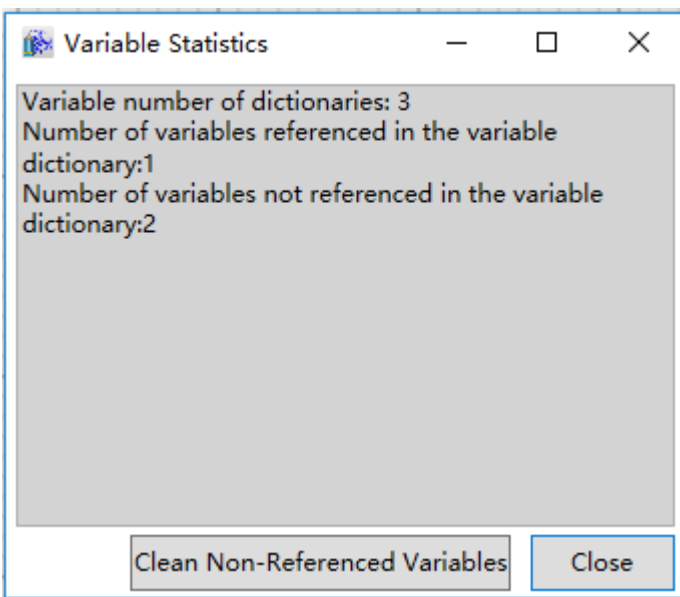 Variable Statistics
Variable number of dictionaries: 3
Number of variables referenced in the variable
dictionary:1
Number of variables not referenced in the variable
dictionary:2
Clean Non-Referenced Variables
Close